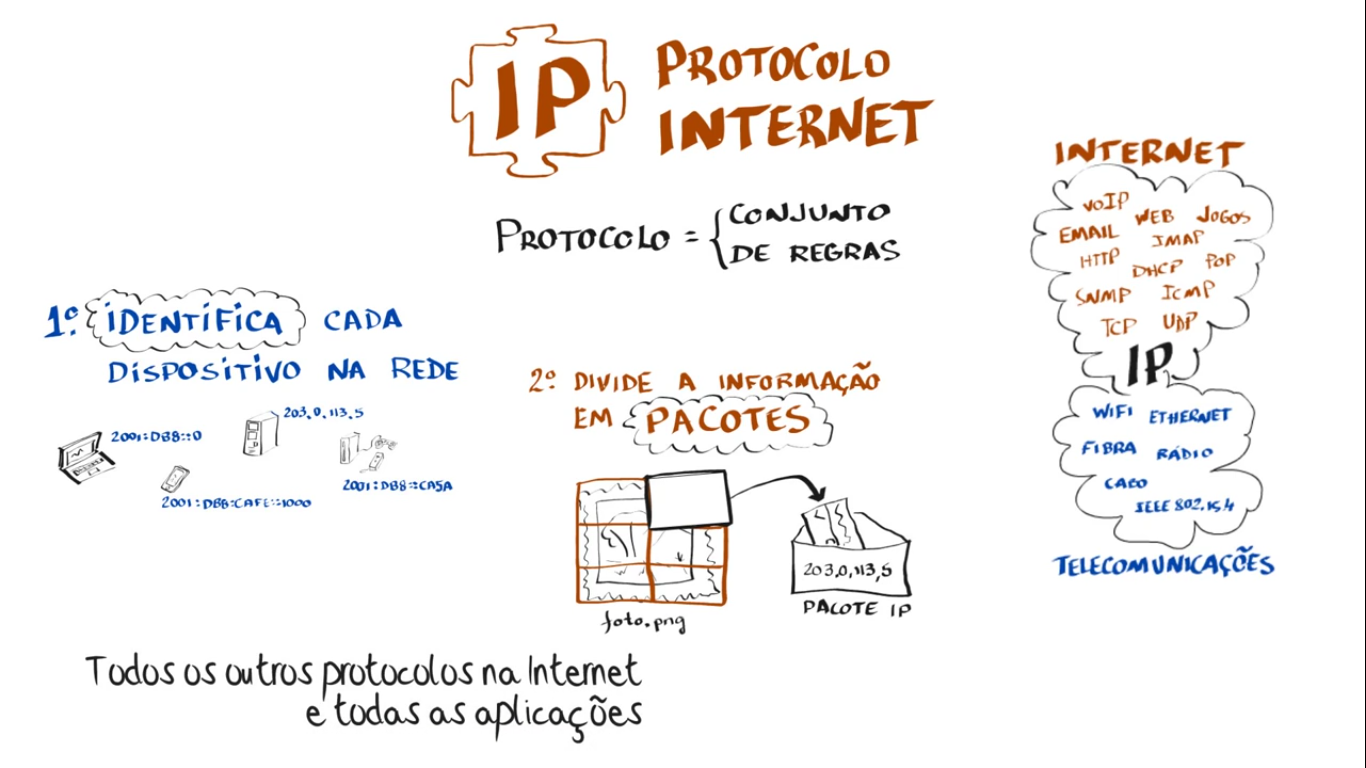 IP
PROTOCOLO
INTERNET
PROTOCOLO = { CONJUNTO
DE REGRAS
1º IDENTIFICA CADA
DISPOSITIVO NA REDE
203.0.113.5
2001:DB8::0
2001:DB8::CA5A
2001:DB8:CAFE::1000
2º DIVIDE A INFORMAÇÃO
EM PACOTES
203.0.113.5
foto.png
PACOTE IP
Todos os outros protocolos na Internet
e todas as aplicações
INTERNET
VOIP
WEB JOGOS
EMAIL IMAP
HTTP DHCP POP
SNMP ICMP
TCP UDP
IP
WIFI ETHERNET
FIBRA RÁDIO
CABO
IEEE 802.15.4
TELECOMUNICAÇÕES